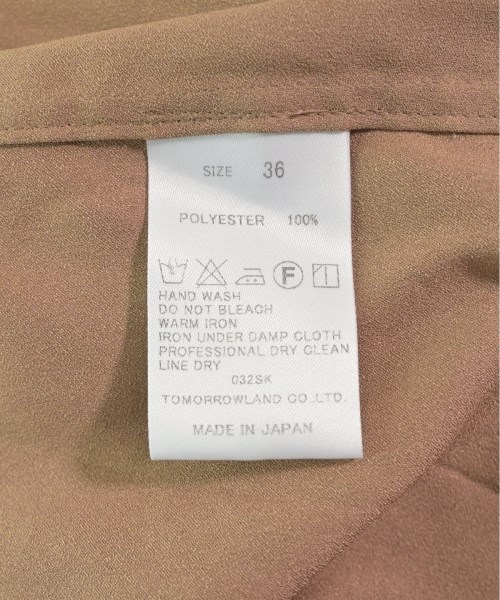 SIZE 36
POLYESTER 100%
F
HAND WASH
DO NOT BLEACH
WARM IRON
IRON UNDER DAMP CLOTH
PROFESSIONAL DRY CLEAN
LINE DRY
032SK
TOMORROWLAND CO.,LTD.
MADE IN JAPAN